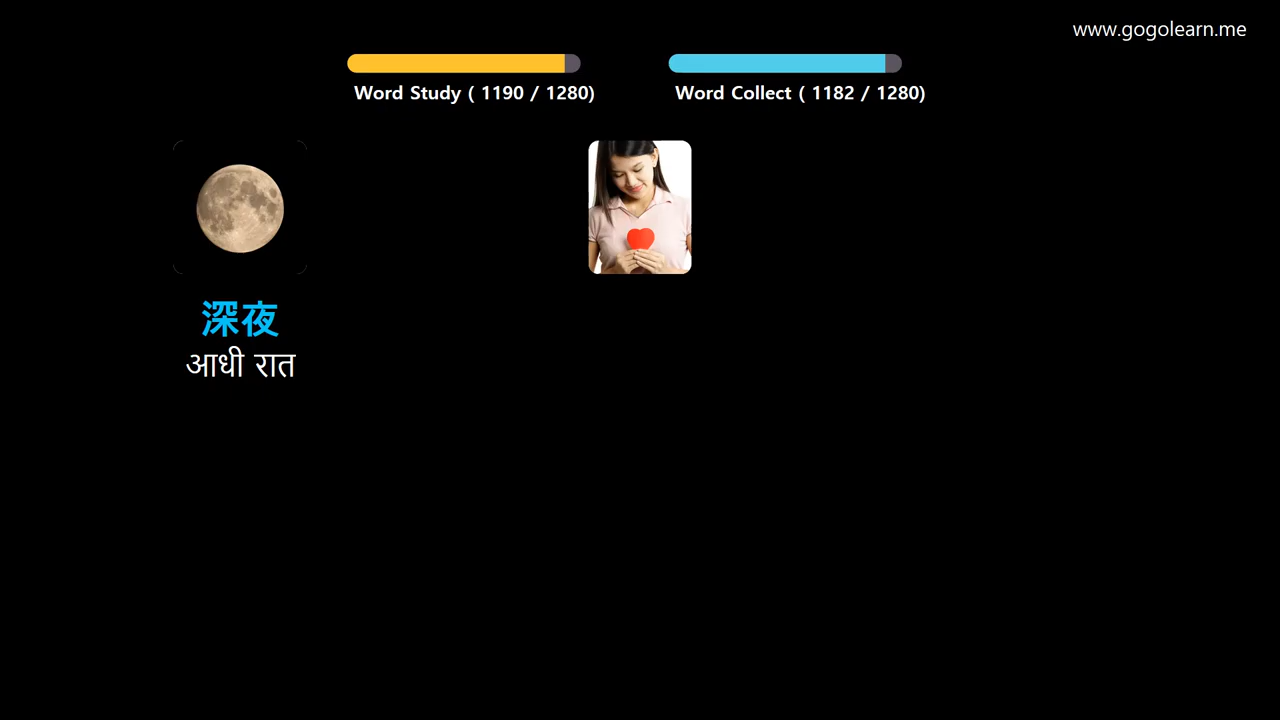 www.gogolearn.me
Word Study ( 1190 / 1280)
Word Collect ( 1182 / 1280)
深夜
आधी रात